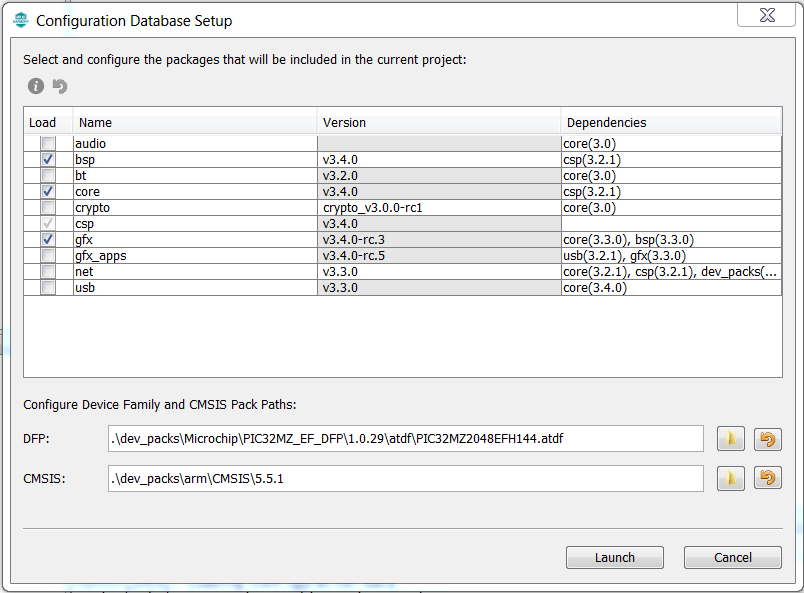 Configuration Database Setup
Select and configure the packages that will be included in the current project:
Load Name Version Dependencies
audio core(3.0)
bsp v3.4.0 csp(3.2.1)
bt v3.2.0 core(3.0)
core v3.4.0 csp(3.2.1)
crypto crypto_v3.0.0-rc1 core(3.0)
csp v3.4.0
gfx v3.4.0-rc.3 core(3.3.0), bsp(3.3.0)
gfx_apps v3.4.0-rc.5 usb(3.2.1), gfx(3.3.0)
net v3.3.0 core(3.2.1), csp(3.2.1), dev_packs(...
usb v3.3.0 core(3.4.0)
Configure Device Family and CMSIS Pack Paths:
DFP: .\dev_packs\Microchip\PIC32MZ_EF_DFP\1.0.29\atdf\PIC32MZ2048EFH144.atdf
CMSIS: .\dev_packs\arm\CMSIS\5.5.1
Launch Cancel